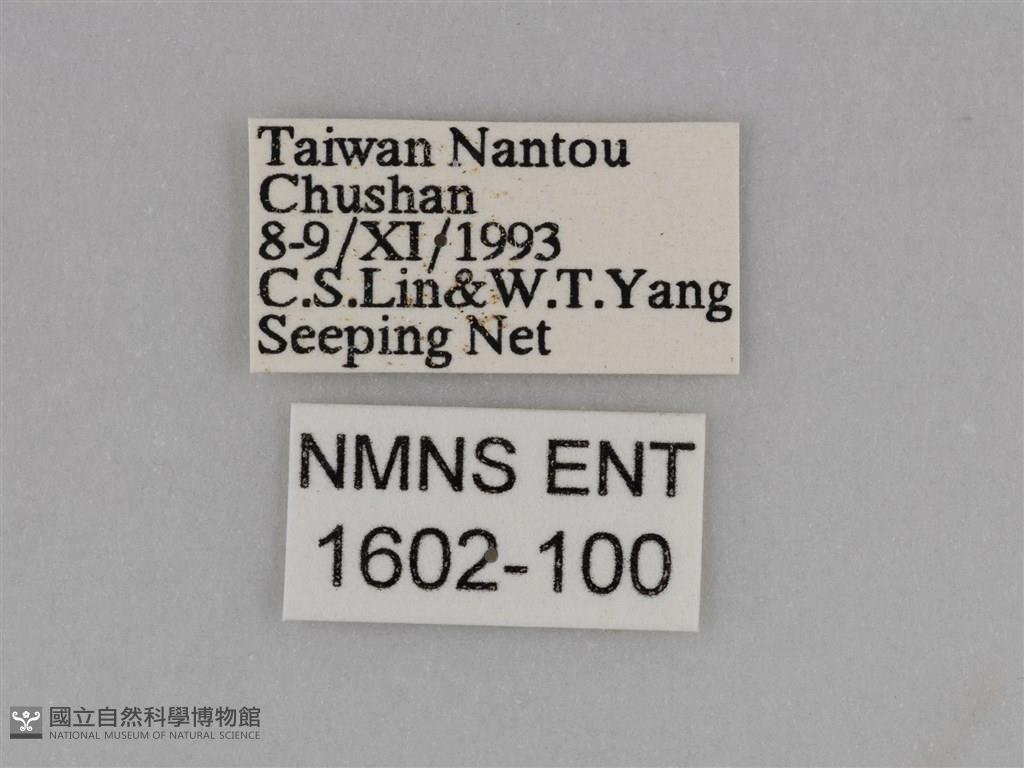 Taiwan Nantou
Chushan
8-9/XI/1993
C.S.Lin&W.T.Yang
Seeping Net
NMNS ENT
1602-100
國立自然科學博物館
NATIONAL MUSEUM OF NATURAL SCIENCE